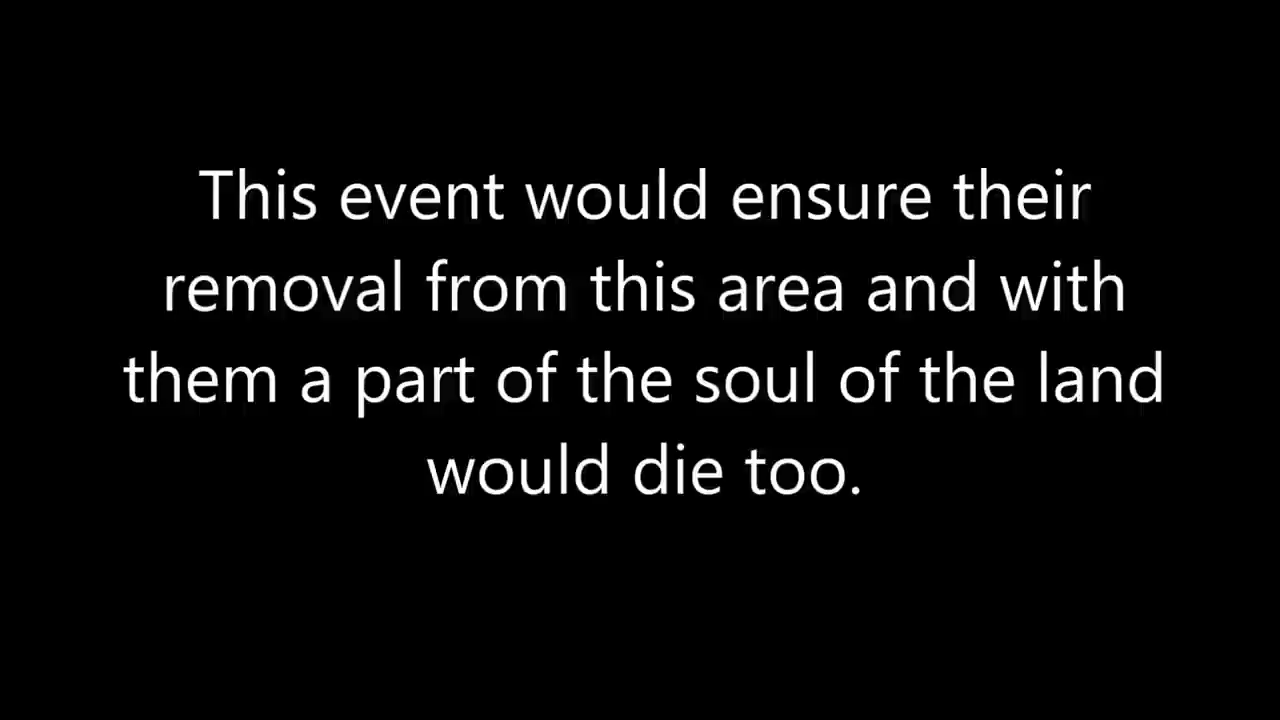 This event would ensure their
removal from this area and with
them a part of the soul of the land
would die too.